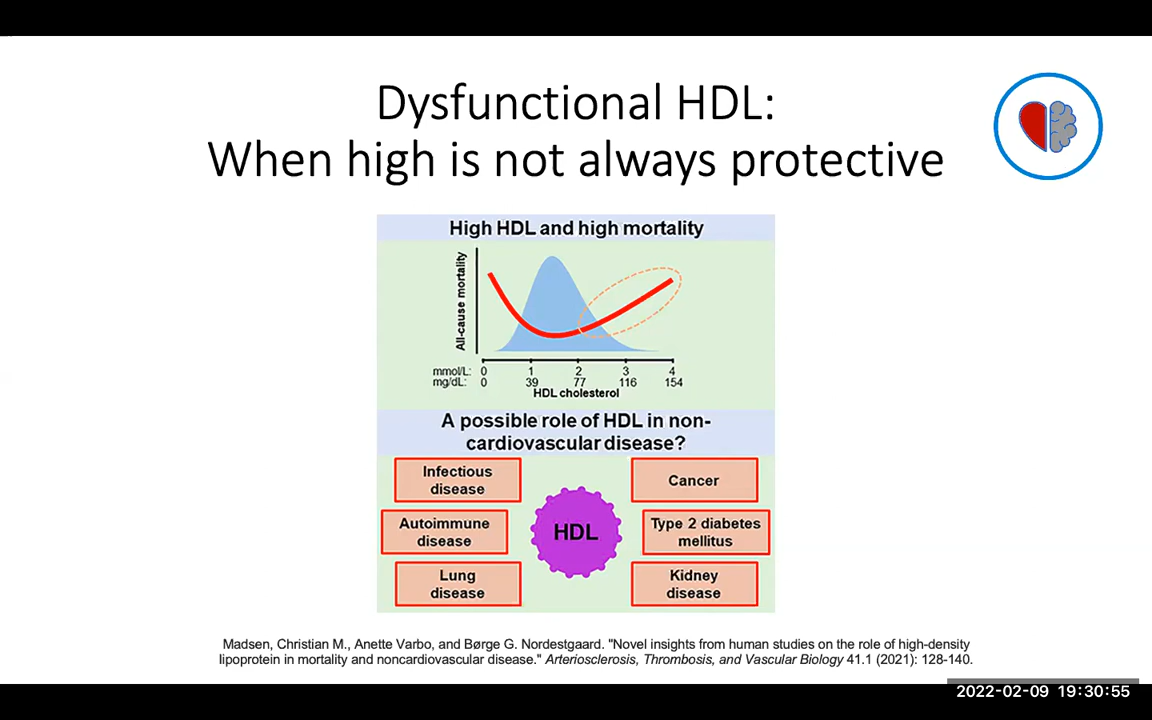 Dysfunctional HDL:
When high is not always protective
High HDL and high mortality
All-cause mortality
mmol/L: 0 1 2 3 4
mg/dL: 0 39 77 116 154
HDL cholesterol
A possible role of HDL in non-
cardiovascular disease?
Infectious
disease
Cancer
Autoimmune
disease
HDL
Type 2 diabetes
mellitus
Lung
disease
Kidney
disease
Madsen, Christian M., Anette Varbo, and Børge G. Nordestgaard. "Novel insights from human studies on the role of high-density
lipoprotein in mortality and noncardiovascular disease." Arteriosclerosis, Thrombosis, and Vascular Biology 41.1 (2021): 128-140.
2022-02-09 19:30:55